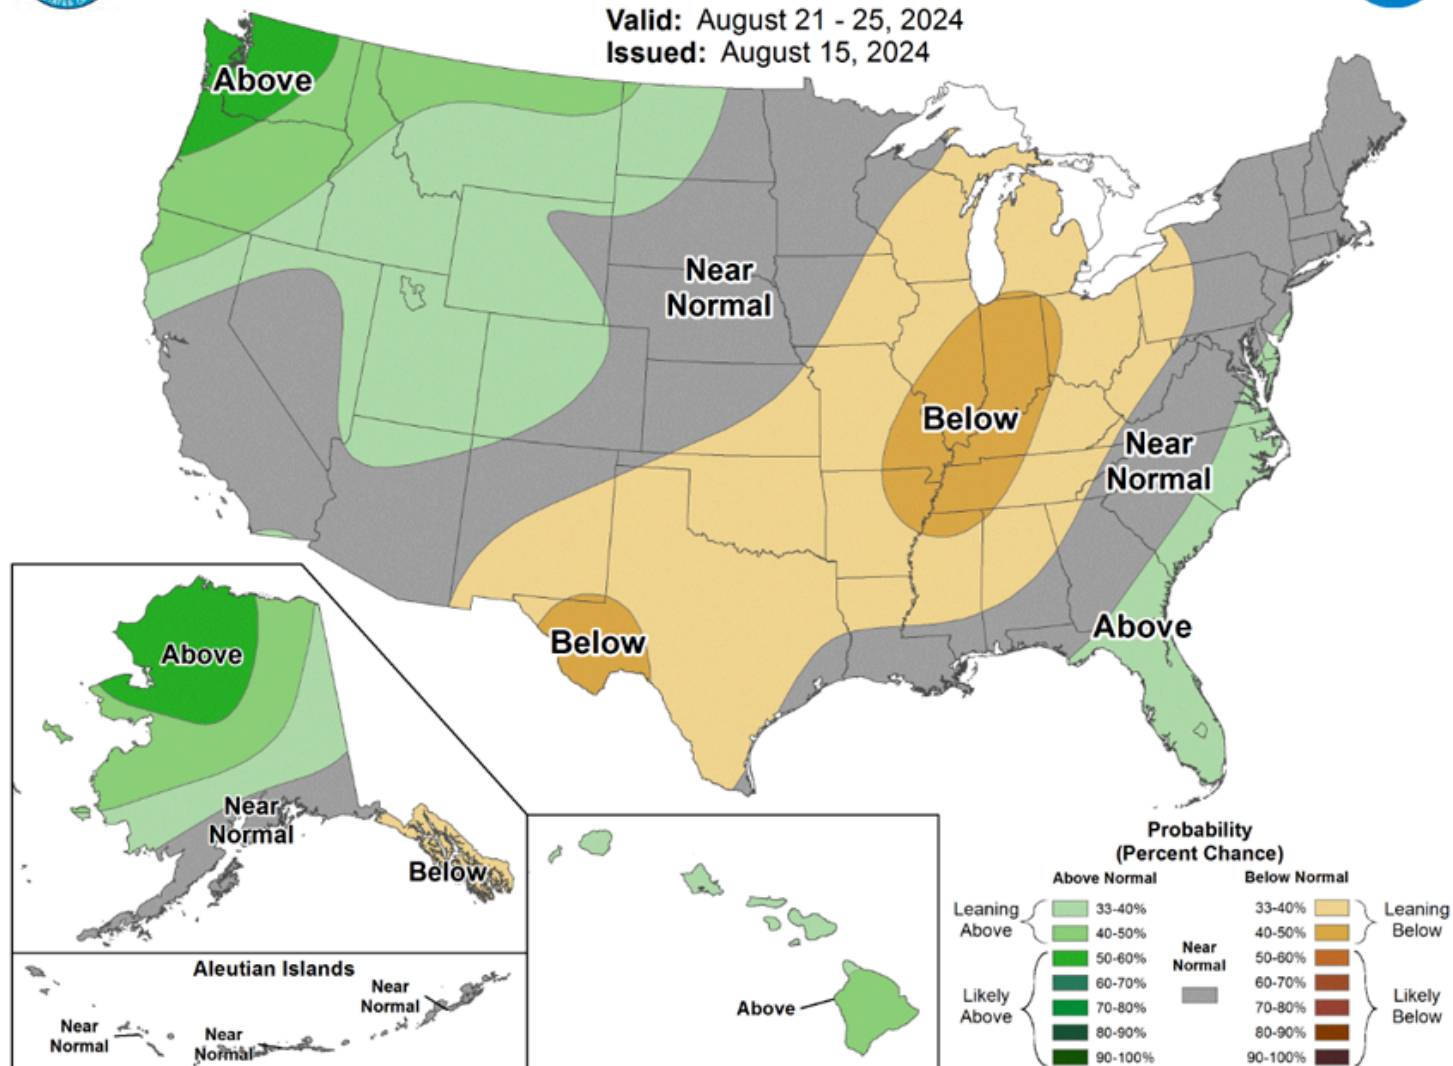 Valid: August 21 - 25, 2024
Issued: August 15, 2024
Above
Near
Normal
Below
Near
Normal
Below
Above
Above
Near
Normal
Below
Aleutian Islands
Near
Normal
Near
Normal
Near
Normal
Above
Probability
(Percent Chance)
Above Normal
Below Normal
Leaning
Above
33-40%
40-50%
50-60%
60-70%
70-80%
80-90%
90-100%
Likely
Above
Near
Normal
33-40%
40-50%
50-60%
60-70%
70-80%
80-90%
90-100%
Leaning
Below
Likely
Below